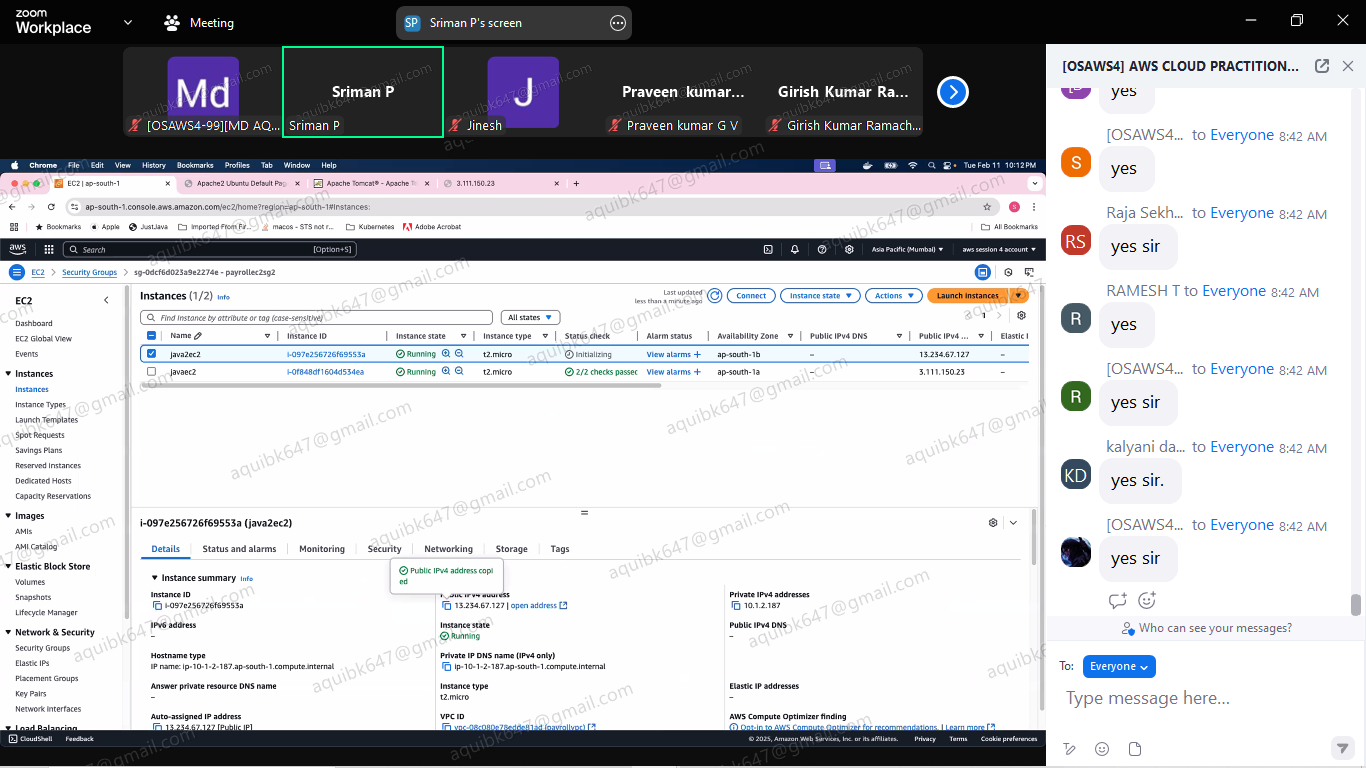 zoom
Workplace
Meeting
SP Sriman P's screen
Md
[OSAWS4-99][MD AQ...
Sriman P
Sriman P
J
Jinesh
Praveen kumar...
Praveen kumar G V
Girish Kumar Ra...
Girish Kumar Ramach...
Chrome File Edit View History Bookmarks Profiles Tab Window Help
Tue Feb 11 10:12 PM
EC2 | ap-south-1
Apache2 Ubuntu Default Pag
Apache Tomcat® - Apache To
3.111.150.23
ap-south-1.console.aws.amazon.com/ec2/home?region=ap-south-1#Instances:
Bookmarks Apple JustJava Imported From Fir... macos - STS not r... Kubernetes Adobe Acrobat All Bookmarks
aws Search [Option+S] Asia Pacific (Mumbai) aws session 4 account
EC2 Security Groups sg-0dcf6d023a9e2274e - payrollec2sg2
EC2
Dashboard
EC2 Global View
Events
Instances
Instances
Instance Types
Launch Templates
Spot Requests
Savings Plans
Reserved Instances
Dedicated Hosts
Capacity Reservations
Images
AMIs
AMI Catalog
Elastic Block Store
Volumes
Snapshots
Lifecycle Manager
Network & Security
Security Groups
Elastic IPs
Placement Groups
Key Pairs
Network Interfaces
Load Balancing
Instances (1/2) Info
Last updated
less than a minute ago
Connect Instance state Actions Launch instances
Find Instance by attribute or tag (case-sensitive)
All states
1
Name Instance ID Instance state Instance type Status check Alarm status Availability Zone Public IPv4 DNS Public IPv4 ... Elastic I
java2ec2 i-097e256726f69553a Running t2.micro Initializing View alarms + ap-south-1b – 13.234.67.127 –
javaec2 i-0f848df1604d534ea Running t2.micro 2/2 checks passed View alarms + ap-south-1a – 3.111.150.23 –
i-097e256726f69553a (java2ec2)
Details Status and alarms Monitoring Security Networking Storage Tags
Public IPv4 address copi
ed
Instance summary Info
Instance ID
i-097e256726f69553a
IPv6 address
–
Hostname type
IP name: ip-10-1-2-187.ap-south-1.compute.internal
Answer private resource DNS name
–
Auto-assigned IP address
13.234.67.127 [Public IP]
Public IPv4 address
13.234.67.127 | open address
Instance state
Running
Private IP DNS name (IPv4 only)
ip-10-1-2-187.ap-south-1.compute.internal
Instance type
t2.micro
VPC ID
vpc-08c080e78edde81ad (payrollvpc)
Private IPv4 addresses
10.1.2.187
Public IPv4 DNS
–
Elastic IP addresses
–
AWS Compute Optimizer finding
Opt-in to AWS Compute Optimizer for recommendations. | Learn more
CloudShell Feedback
© 2025, Amazon Web Services, Inc. or its affiliates. Privacy Terms Cookie preferences
aquibk647@gmail.com
[OSAWS4] AWS CLOUD PRACTITION...
yes
[OSAWS4... to Everyone 8:42 AM
S
yes
Raja Sekh... to Everyone 8:42 AM
RS
yes sir
RAMESH T to Everyone 8:42 AM
R
yes
[OSAWS4... to Everyone 8:42 AM
R
yes sir
kalyani da... to Everyone 8:42 AM
KD
yes sir.
[OSAWS4... to Everyone 8:42 AM
yes sir
Who can see your messages?
To: Everyone
Type message here...